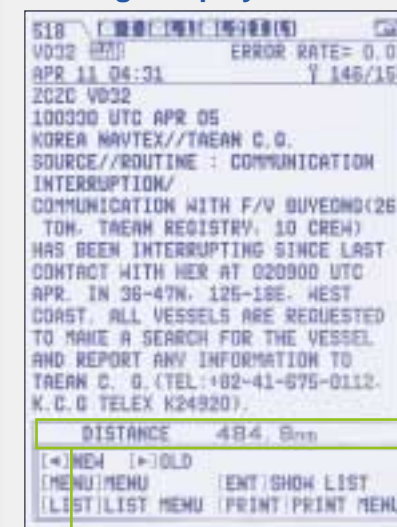 518
VD32 ERROR RATE= 0.0
APR 11 04:31 146/15
ZCZC VD32
100330 UTC APR 05
KOREA NAVTEX//TAEAN C.G.
SOURCE//ROUTINE : COMMUNICATION
INTERRUPTION/
COMMUNICATION WITH F/V BUYEONG(26
TON, TAEAN REGISTRY, 10 CREW)
HAS BEEN INTERRUPTING SINCE LAST
CONTACT WITH HER AT 020900 UTC
APR. IN 36-47N, 125-18E, WEST
COAST. ALL VESSELS ARE REQUESTED
TO MAKE A SEARCH FOR THE VESSEL
AND REPORT ANY INFORMATION TO
TAEAN C. G.(TEL:+82-41-675-0112,
K.C.G TELEX K24920).
DISTANCE 484.8nm
[◄]NEW [►]OLD
[MENU]MENU [ENT]SHOW LIST
[LIST]LIST MENU [PRINT]PRINT MENU